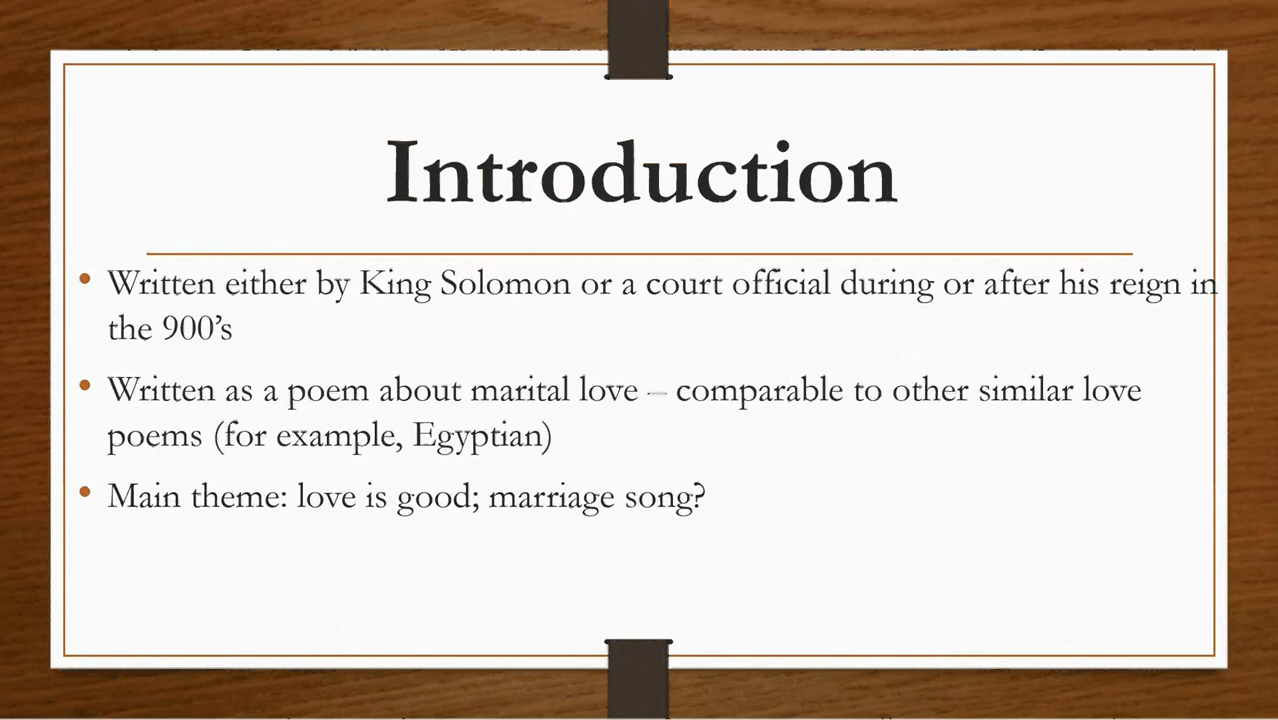 Introduction
• Written either by King Solomon or a court official during or after his reign in
the 900’s
• Written as a poem about marital love – comparable to other similar love
poems (for example, Egyptian)
• Main theme: love is good; marriage song?